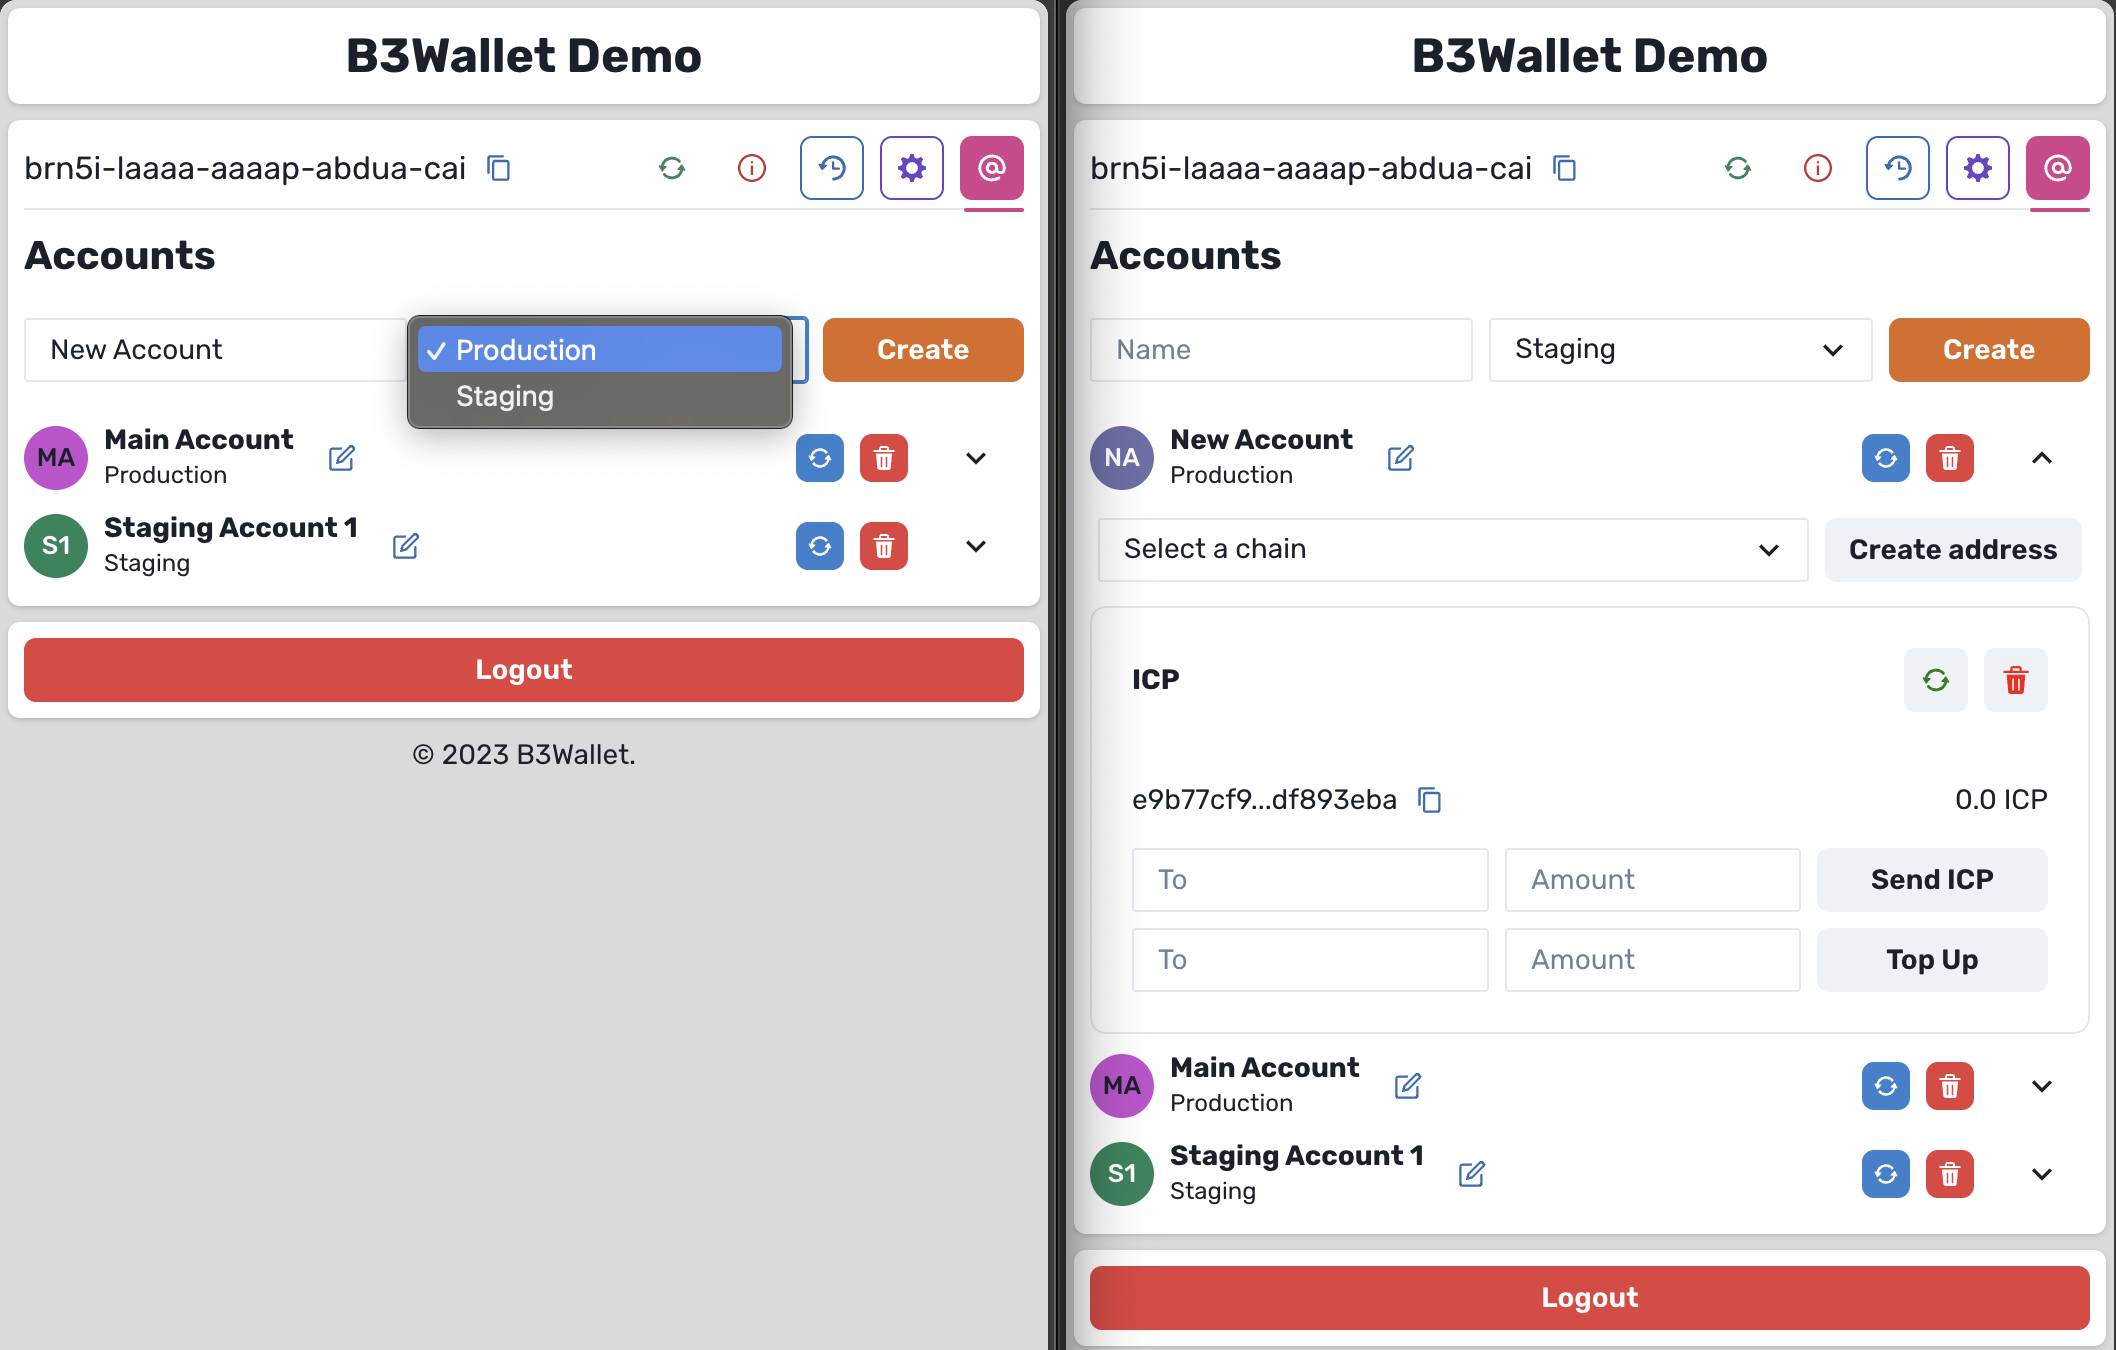 B3Wallet Demo
brn5i-laaaa-aaaap-abdua-cai
Accounts
New Account
Production
Staging
Create
MA
Main Account
Production
S1
Staging Account 1
Staging
Logout
© 2023 B3Wallet.
B3Wallet Demo
brn5i-laaaa-aaaap-abdua-cai
Accounts
Name
Staging
Create
NA
New Account
Production
Select a chain
Create address
ICP
e9b77cf9...df893eba
0.0 ICP
To
Amount
Send ICP
To
Amount
Top Up
MA
Main Account
Production
S1
Staging Account 1
Staging
Logout